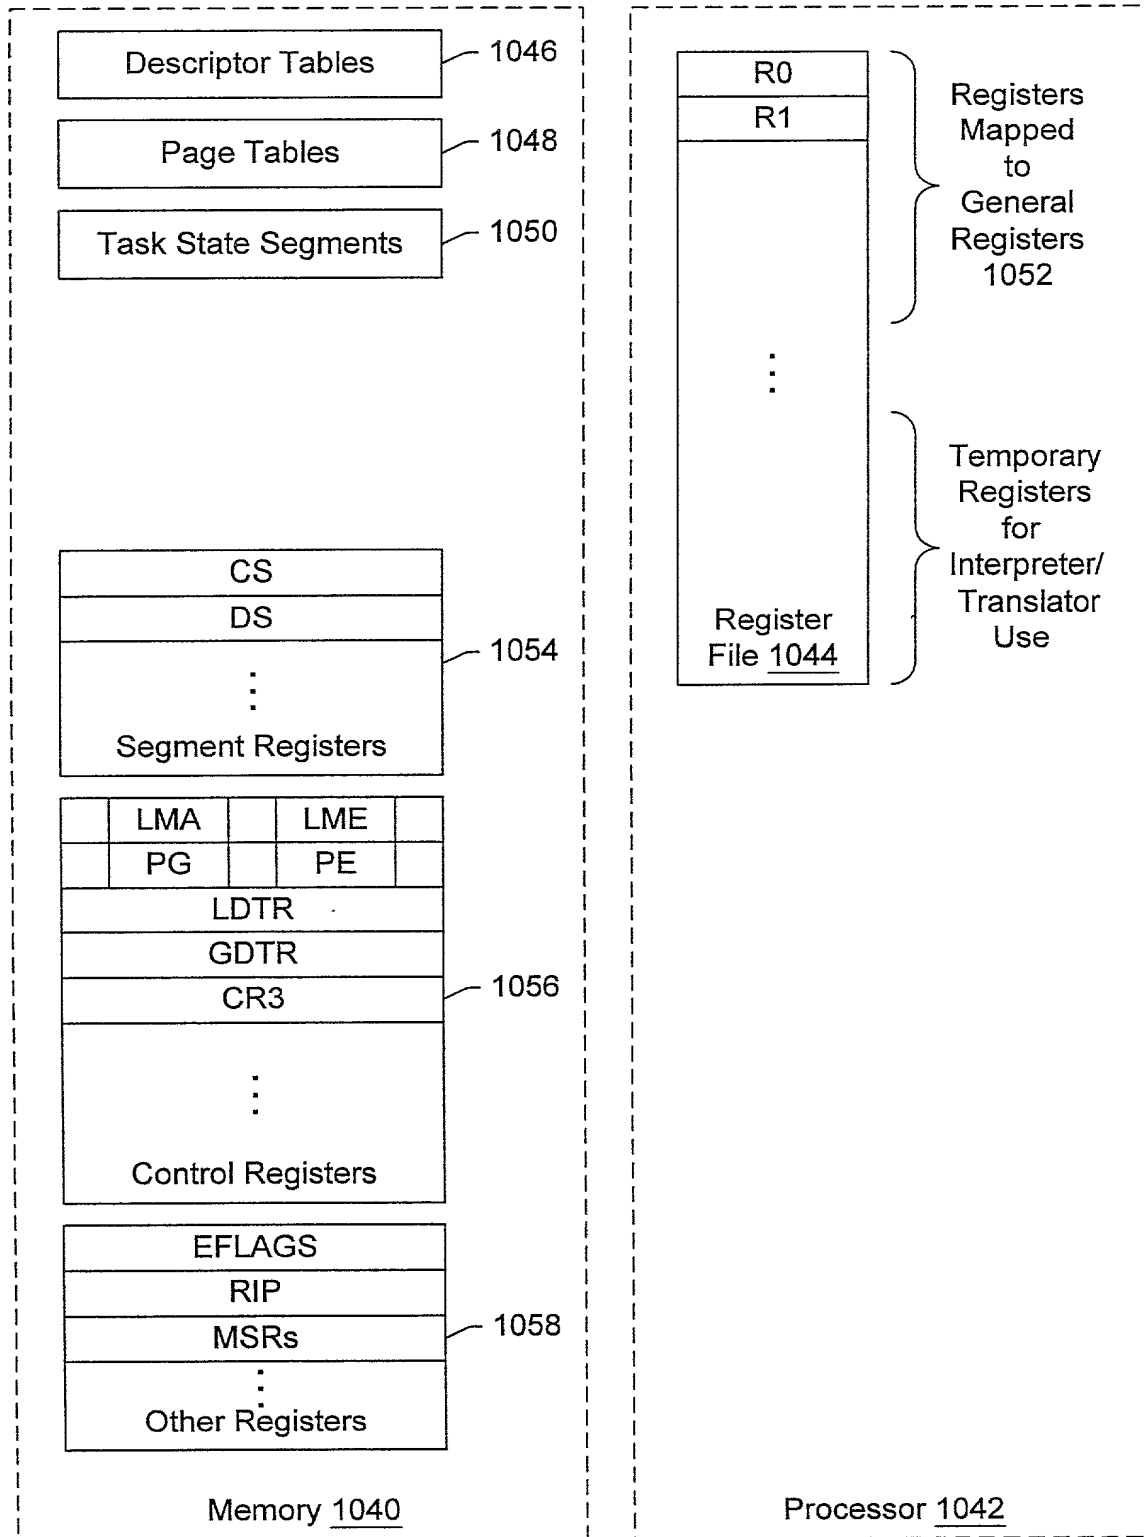 Descriptor Tables
1046
Page Tables
1048
Task State Segments
1050
CS
DS
1054
Segment Registers
LMA LME
PG PE
LDTR
GDTR
CR3
1056
Control Registers
EFLAGS
RIP
MSRs
1058
Other Registers
Memory 1040
R0
R1
Registers
Mapped
to
General
Registers
1052
Temporary
Registers
for
Interpreter/
Translator
Use
Register
File 1044
Processor 1042